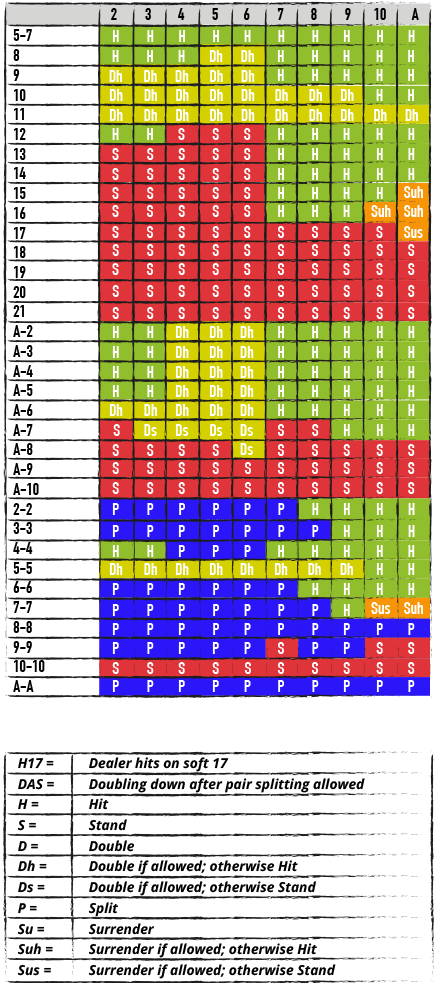 2 3 4 5 6 7 8 9 10 A
5-7 H H H H H H H H H H
8 H H H Dh Dh H H H H H
9 Dh Dh Dh Dh Dh H H H H H
10 Dh Dh Dh Dh Dh Dh Dh Dh H H
11 Dh Dh Dh Dh Dh Dh Dh Dh Dh Dh
12 H H S S S H H H H H
13 S S S S S H H H H H
14 S S S S S H H H H H
15 S S S S S H H H H Suh
16 S S S S S H H H Suh Suh
17 S S S S S S S S S Sus
18 S S S S S S S S S S
19 S S S S S S S S S S
20 S S S S S S S S S S
21 S S S S S S S S S S
A-2 H H Dh Dh Dh H H H H H
A-3 H H Dh Dh Dh H H H H H
A-4 H H Dh Dh Dh H H H H H
A-5 H H Dh Dh Dh H H H H H
A-6 Dh Dh Dh Dh Dh H H H H H
A-7 S Ds Ds Ds Ds S S H H H
A-8 S S S S Ds S S S S S
A-9 S S S S S S S S S S
A-10 S S S S S S S S S S
2-2 P P P P P P H H H H
3-3 P P P P P P P H H H
4-4 H H P P P H H H H H
5-5 Dh Dh Dh Dh Dh Dh Dh Dh H H
6-6 P P P P P P H H H H
7-7 P P P P P P P H Sus Suh
8-8 P P P P P P P P P P
9-9 P P P P P S P P S S
10-10 S S S S S S S S S S
A-A P P P P P P P P P P
H17 = Dealer hits on soft 17
DAS = Doubling down after pair splitting allowed
H = Hit
S = Stand
D = Double
Dh = Double if allowed; otherwise Hit
Ds = Double if allowed; otherwise Stand
P = Split
Su = Surrender
Suh = Surrender if allowed; otherwise Hit
Sus = Surrender if allowed; otherwise Stand